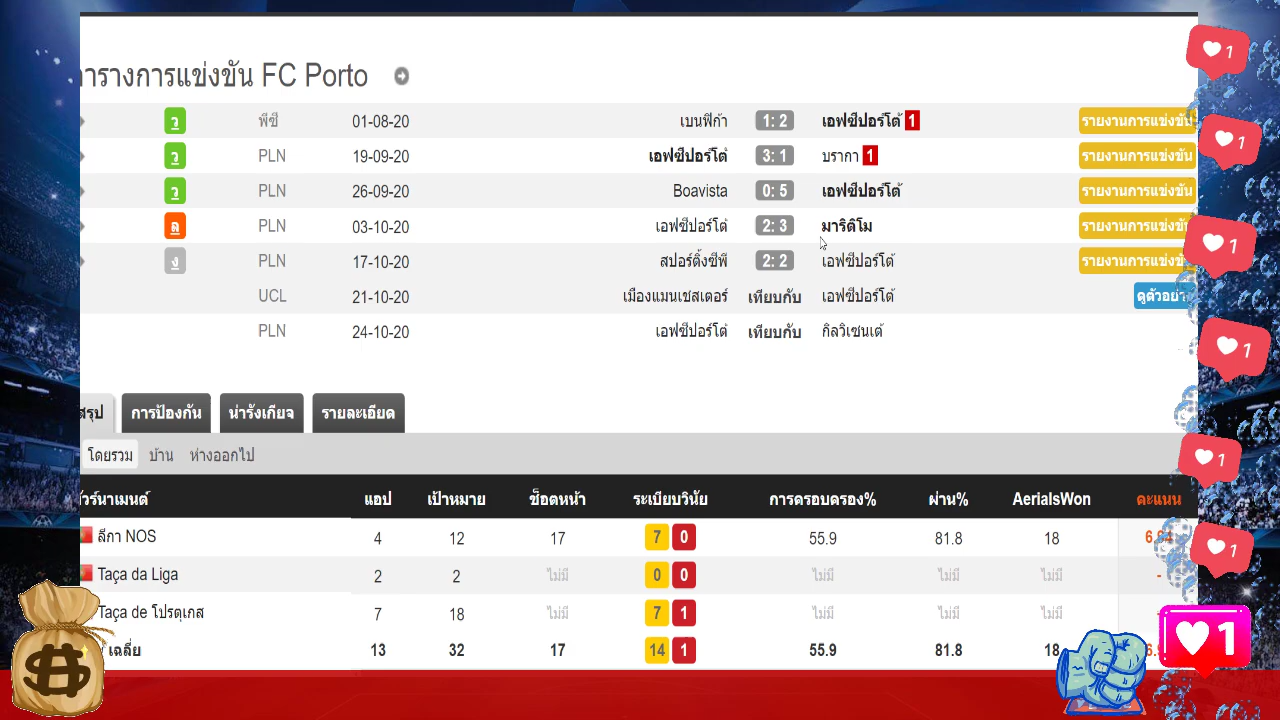 ารางการแข่งขัน FC Porto
ว พีซี 01-08-20 เบนฟีก้า 1: 2 เอฟซีปอร์โต้ 1 รายงานการแข่งขัน
ว PLN 19-09-20 เอฟซีปอร์โต้ 3: 1 บรากา 1 รายงานการแข่งขัน
ว PLN 26-09-20 Boavista 0: 5 เอฟซีปอร์โต้ รายงานการแข่งขัน
ล PLN 03-10-20 เอฟซีปอร์โต้ 2: 3 มาริติโม รายงานการแข่งขัน
ง PLN 17-10-20 สปอร์ติ้งซีพี 2: 2 เอฟซีปอร์โต้ รายงานการแข่งขัน
UCL 21-10-20 เมืองแมนเชสเตอร์ เทียบกับ เอฟซีปอร์โต้ ดูตัวอย่า
PLN 24-10-20 เอฟซีปอร์โต้ เทียบกับ กิลวิเซนเต้
สรุป การป้องกัน น่ารังเกียจ รายละเอียด
โดยรวม บ้าน ห่างออกไป
ัวร์นาเมนต์ แอป เป้าหมาย ช็อตหน้า ระเบียบวินัย การครอบครอง% ผ่าน% AerialsWon คะแนน
ลีกา NOS 4 12 17 7 0 55.9 81.8 18
Taça da Liga 2 2 ไม่มี 0 0 ไม่มี ไม่มี ไม่มี -
Taça de โปรตุเกส 7 18 ไม่มี 7 1 ไม่มี ไม่มี ไม่มี
เฉลี่ย 13 32 17 14 1 55.9 81.8 18
1
1
1
1
1
1
1
$